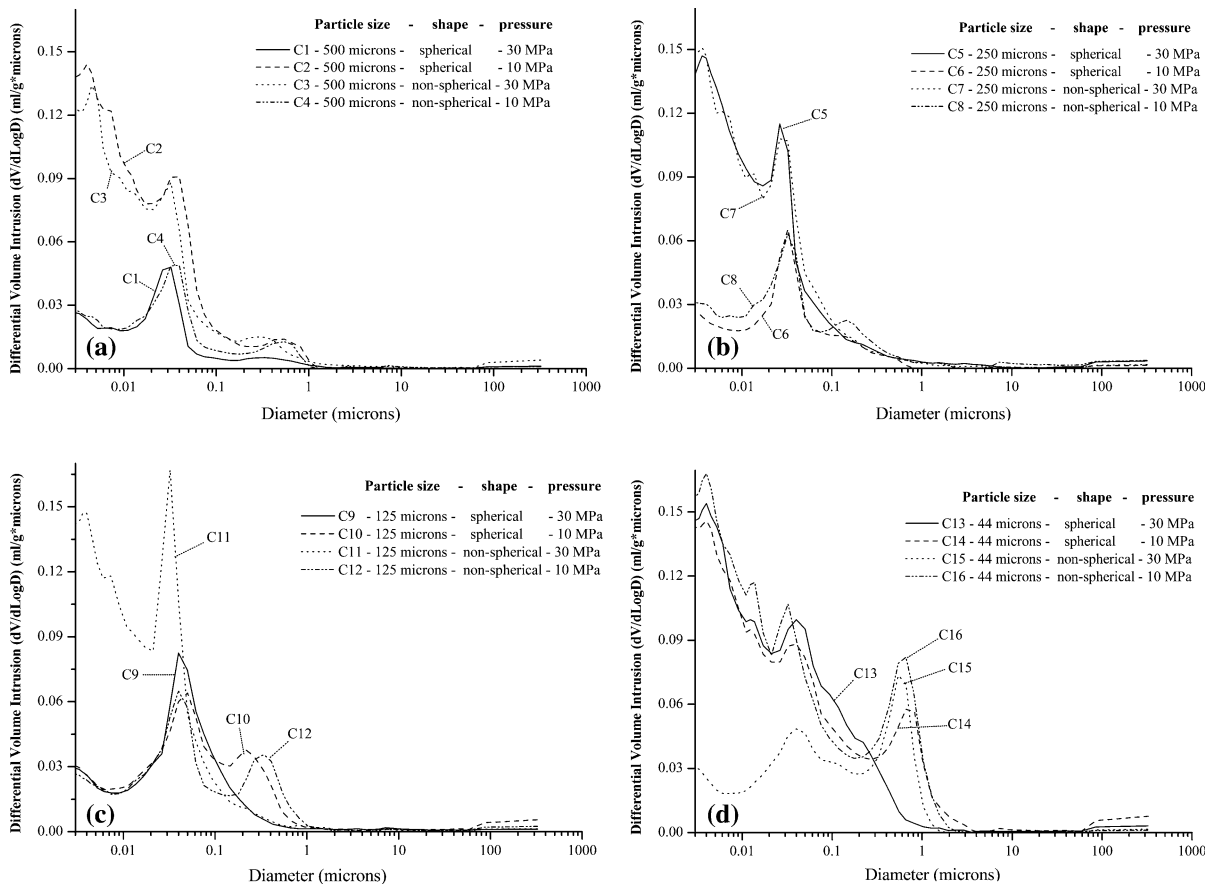 Particle size - shape - pressure
C1 - 500 microns - spherical - 30 MPa
C2 - 500 microns - spherical - 10 MPa
C3 - 500 microns - non-spherical - 30 MPa
C4 - 500 microns - non-spherical - 10 MPa
Differential Volume Intrusion (dV/dLogD) (ml/g*microns)
0.15
0.12
0.09
0.06
0.03
0.00
C2
C3
C4
C1
(a)
0.01
0.1
1
10
100
1000
Diameter (microns)
Particle size - shape - pressure
C5 - 250 microns - spherical - 30 MPa
C6 - 250 microns - spherical - 10 MPa
C7 - 250 microns - non-spherical - 30 MPa
C8 - 250 microns - non-spherical - 10 MPa
Differential Volume Intrusion (dV/dLogD) (ml/g*microns)
0.15
0.12
0.09
0.06
0.03
0.00
C5
C7
C8
C6
(b)
0.01
0.1
1
10
100
1000
Diameter (microns)
Particle size - shape - pressure
C9 - 125 microns - spherical - 30 MPa
C10 - 125 microns - spherical - 10 MPa
C11 - 125 microns - non-spherical - 30 MPa
C12 - 125 microns - non-spherical - 10 MPa
Differential Volume Intrusion (dV/dLogD) (ml/g*microns)
0.15
0.12
0.09
0.06
0.03
0.00
C11
C9
C10
C12
(c)
0.01
0.1
1
10
100
1000
Diameter (microns)
Particle size - shape - pressure
C13 - 44 microns - spherical - 30 MPa
C14 - 44 microns - spherical - 10 MPa
C15 - 44 microns - non-spherical - 30 MPa
C16 - 44 microns - non-spherical - 10 MPa
Differential Volume Intrusion (dV/dLogD) (ml/g*microns)
0.15
0.12
0.09
0.06
0.03
0.00
C16
C13
C15
C14
(d)
0.01
0.1
1
10
100
1000
Diameter (microns)